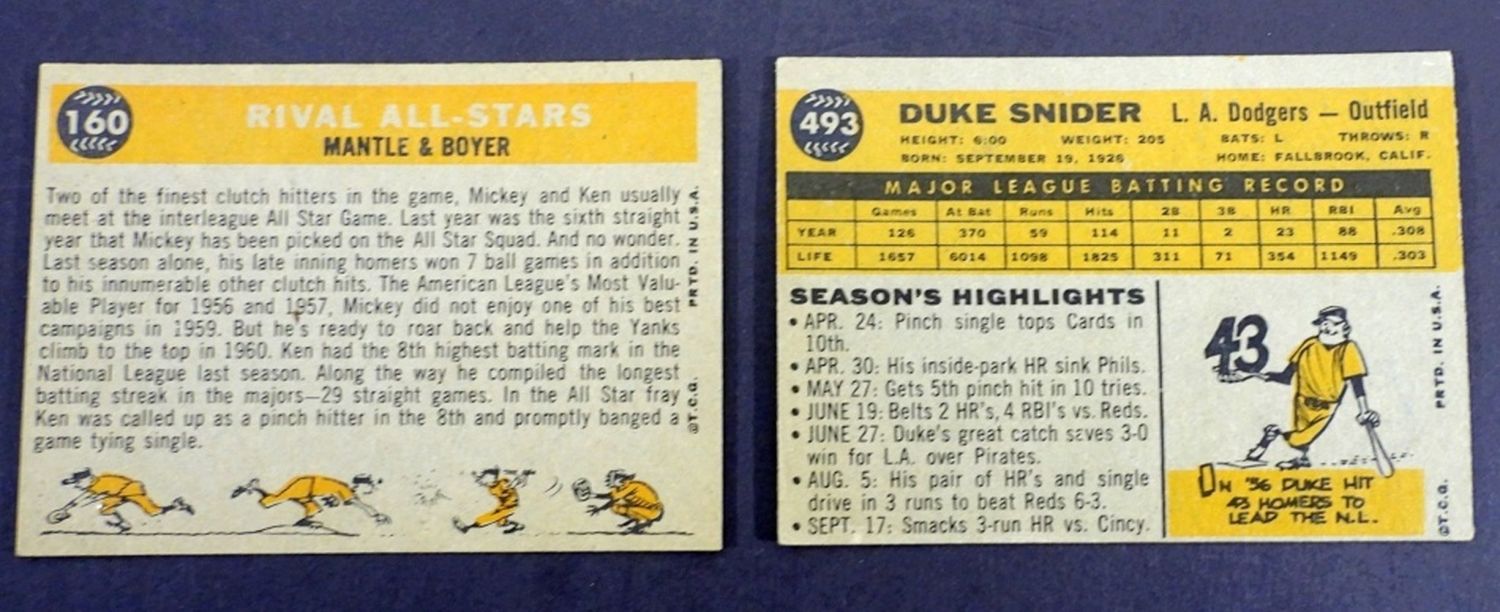 160
RIVAL ALL-STARS
MANTLE & BOYER
Two of the finest clutch hitters in the game, Mickey and Ken usually
meet at the interleague All Star Game. Last year was the sixth straight
year that Mickey has been picked on the All Star Squad. And no wonder.
Last season alone, his late inning homers won 7 ball games in addition
to his innumerable other clutch hits. The American League's Most Valu-
able Player for 1956 and 1957, Mickey did not enjoy one of his best
campaigns in 1959. But he's ready to roar back and help the Yanks
climb to the top in 1960. Ken had the 8th highest batting mark in the
National League last season. Along the way he compiled the longest
batting streak in the majors—29 straight games. In the All Star fray
Ken was called up as a pinch hitter in the 8th and promptly banged a
game tying single.
©T.C.G. PRTD. IN U.S.A.
493
DUKE SNIDER L. A. Dodgers — Outfield
HEIGHT: 6:00 WEIGHT: 205 BATS: L THROWS: R
BORN: SEPTEMBER 19, 1926 HOME: FALLBROOK, CALIF.
MAJOR LEAGUE BATTING RECORD
Games At Bat Runs Hits 2B 3B HR RBI Avg
YEAR 126 370 59 114 11 2 23 88 .308
LIFE 1657 6014 1098 1825 311 71 354 1149 .303
SEASON'S HIGHLIGHTS
• APR. 24: Pinch single tops Cards in
10th.
• APR. 30: His inside-park HR sink Phils.
• MAY 27: Gets 5th pinch hit in 10 tries.
• JUNE 19: Belts 2 HR's, 4 RBI's vs. Reds.
• JUNE 27: Duke's great catch saves 3-0
win for L.A. over Pirates.
• AUG. 5: His pair of HR's and single
drive in 3 runs to beat Reds 6-3.
• SEPT. 17: Smacks 3-run HR vs. Cincy.
43
IN '56 DUKE HIT
43 HOMERS TO
LEAD THE N.L.
©T.C.G. PRTD. IN U.S.A.